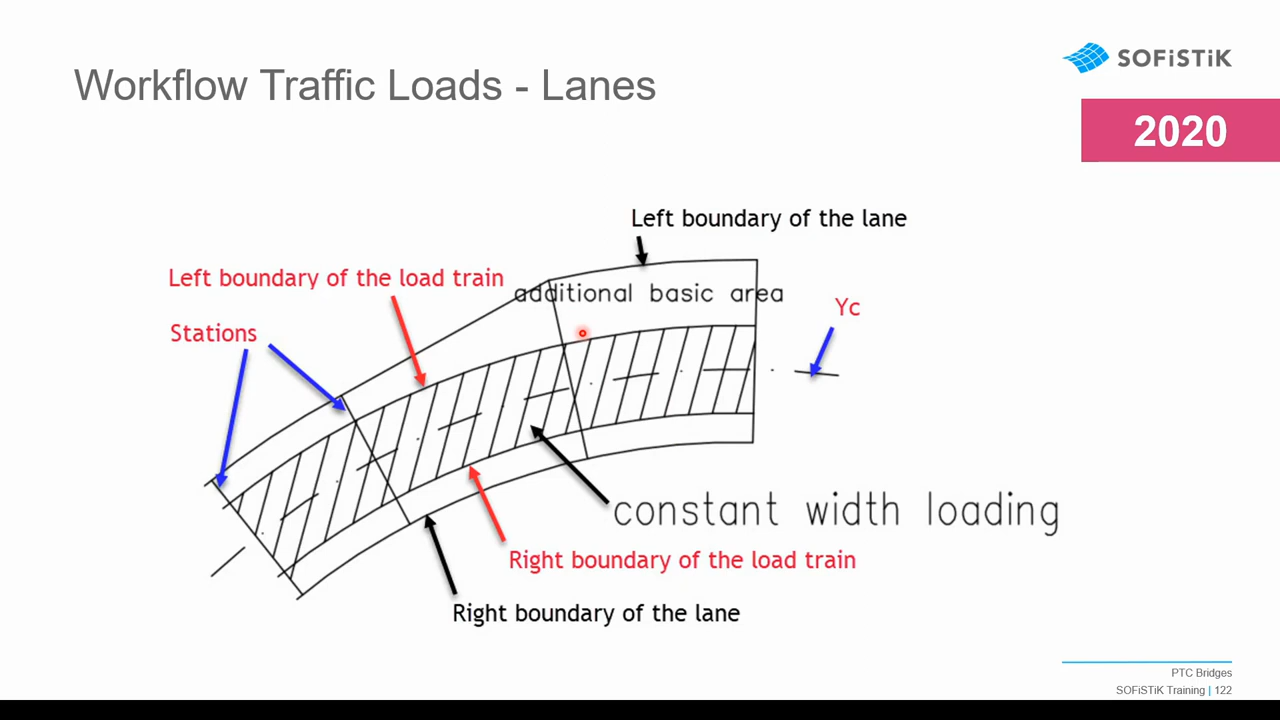 Workflow Traffic Loads - Lanes
SOFiSTiK
2020
Left boundary of the lane
Left boundary of the load train
additional basic area
Yc
Stations
constant width loading
Right boundary of the load train
Right boundary of the lane
PTC Bridges
SOFiSTiK Training | 122